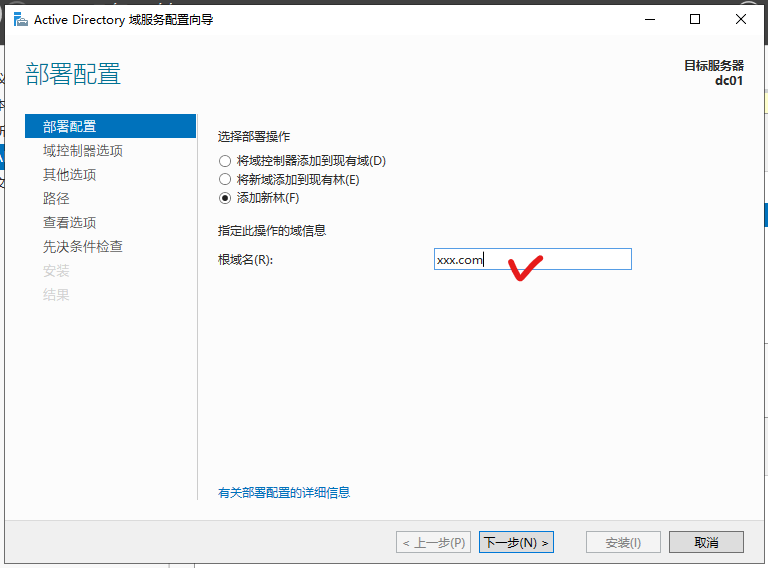 Active Directory 域服务配置向导
部署配置
目标服务器
dc01
部署配置
域控制器选项
其他选项
路径
查看选项
先决条件检查
安装
结果
选择部署操作
将域控制器添加到现有域(D)
将新域添加到现有林(E)
添加新林(F)
指定此操作的域信息
根域名(R):
xxx.com
有关部署配置的详细信息
< 上一步(P)
下一步(N) >
安装(I)
取消